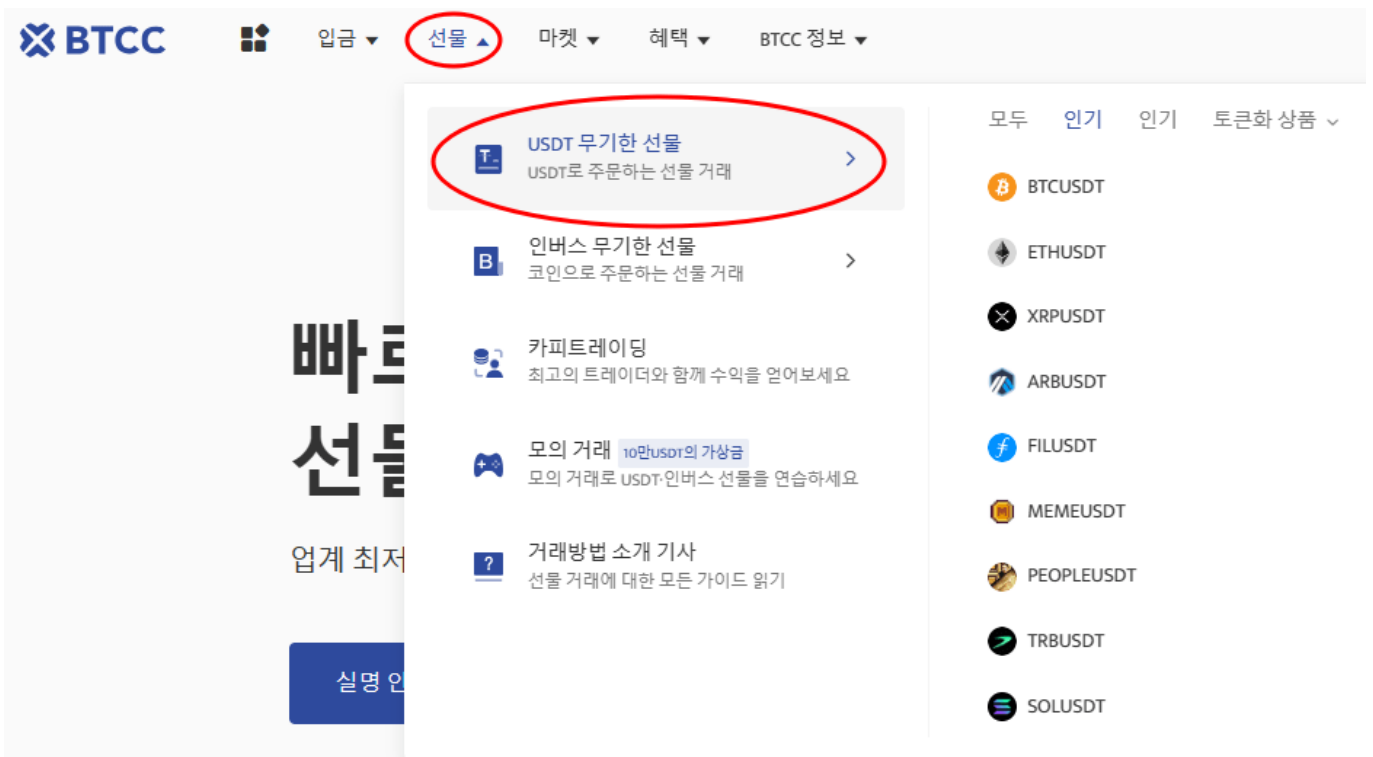 BTCC
입금 ▼
선물 ▲
마켓 ▼
혜택 ▼
BTCC 정보 ▼
USDT 무기한 선물
USDT로 주문하는 선물 거래
인버스 무기한 선물
코인으로 주문하는 선물 거래
카피트레이딩
최고의 트레이더와 함께 수익을 얻어보세요
모의 거래 10만USDT의 가상금
모의 거래로 USDT·인버스 선물을 연습하세요
거래방법 소개 기사
선물 거래에 대한 모든 가이드 읽기
모두 인기 인기 토큰화 상품
BTCUSDT
ETHUSDT
XRPUSDT
ARBUSDT
FILUSDT
MEMEUSDT
PEOPLEUSDT
TRBUSDT
SOLUSDT
업계 최저
실명